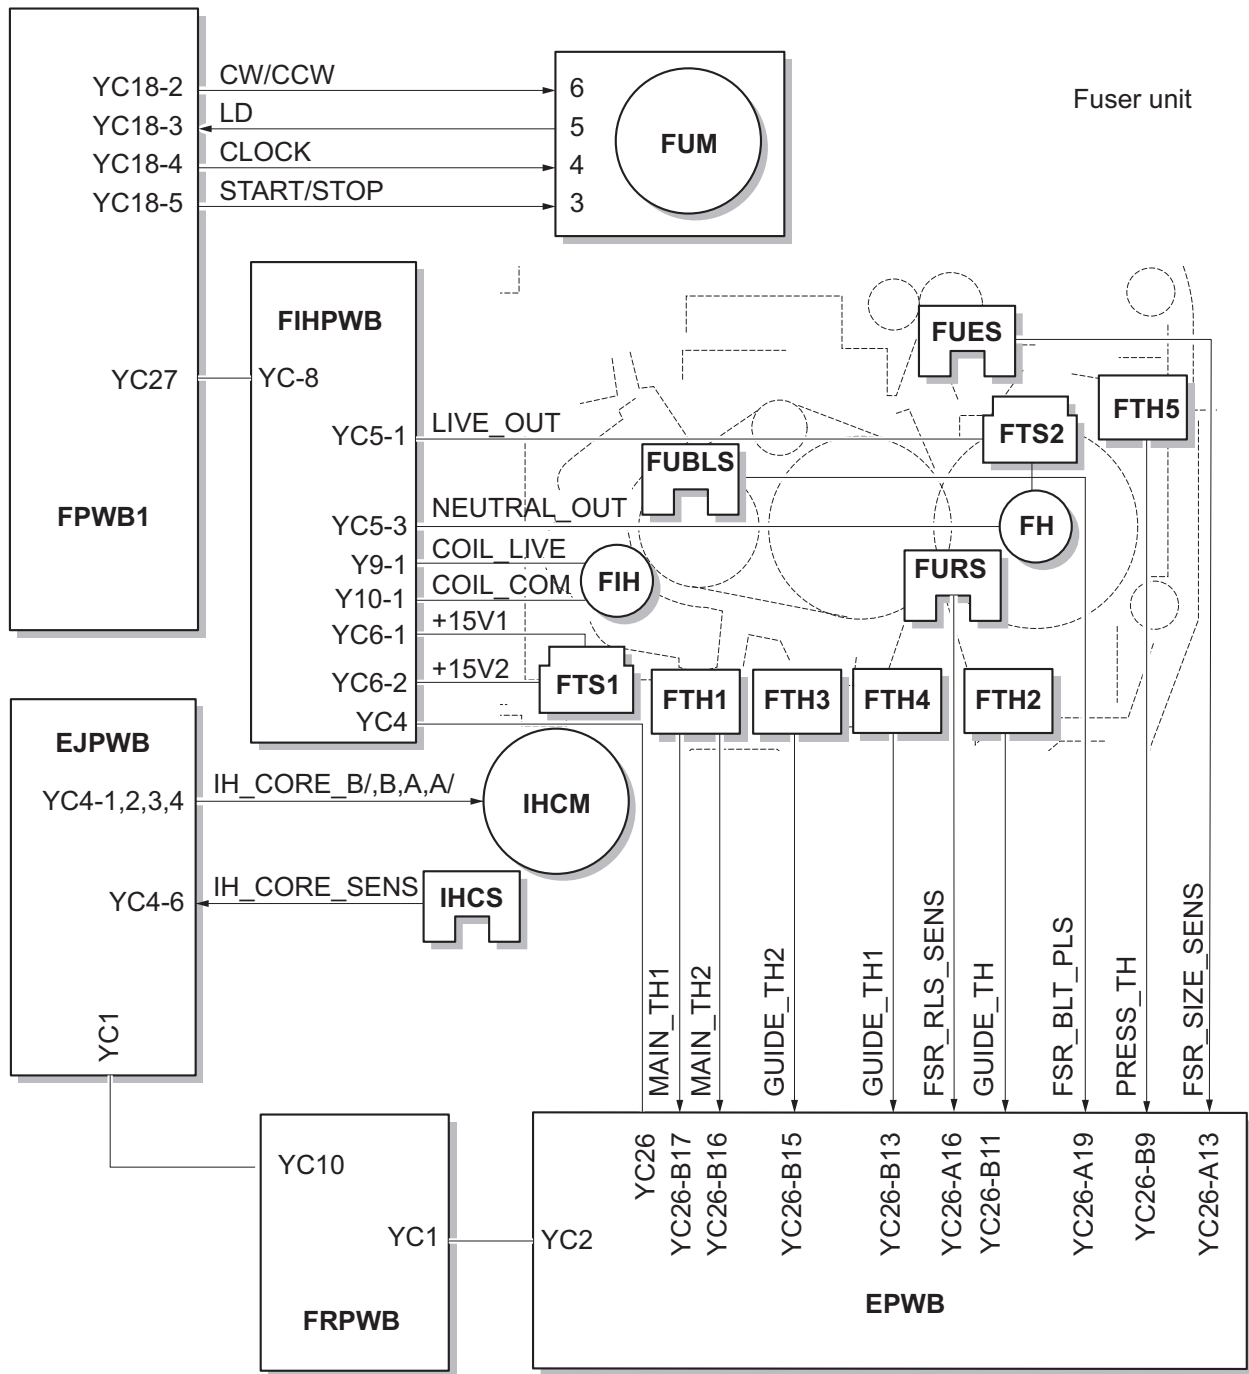 Fuser unit
YC18-2 CW/CCW 6
YC18-3 LD 5
YC18-4 CLOCK 4
YC18-5 START/STOP 3
FUM
FIHPWB
YC27 YC-8
FPWB1
YC5-1 LIVE_OUT
YC5-3 NEUTRAL_OUT
Y9-1 COIL_LIVE
Y10-1 COIL_COM
YC6-1 +15V1
YC6-2 +15V2
YC4
FUES
FTH5
FTS2
FUBLS
FH
FIH
FURS
FTS1
FTH1
FTH3
FTH4
FTH2
EJPWB
YC4-1,2,3,4 IH_CORE_B/,B,A,A/
IHCM
YC4-6 IH_CORE_SENS
IHCS
YC1
MAIN_TH1
MAIN_TH2
GUIDE_TH2
GUIDE_TH1
FSR_RLS_SENS
GUIDE_TH
FSR_BLT_PLS
PRESS_TH
FSR_SIZE_SENS
YC10
YC1
FRPWB
YC2
YC26
YC26-B17
YC26-B16
YC26-B15
YC26-B13
YC26-A16
YC26-B11
YC26-A19
YC26-B9
YC26-A13
EPWB